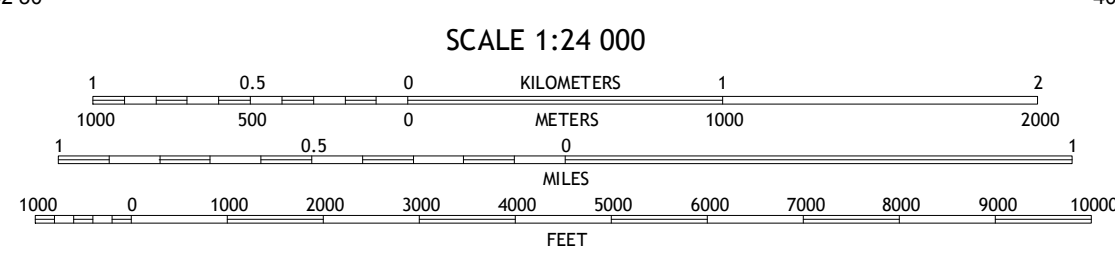 SCALE 1:24 000
1 0.5 0 KILOMETERS 1 2
1000 500 0 METERS 1000 2000
1 0.5 0 1
MILES
1000 0 1000 2000 3000 4000 5000 6000 7000 8000 9000 10000
FEET